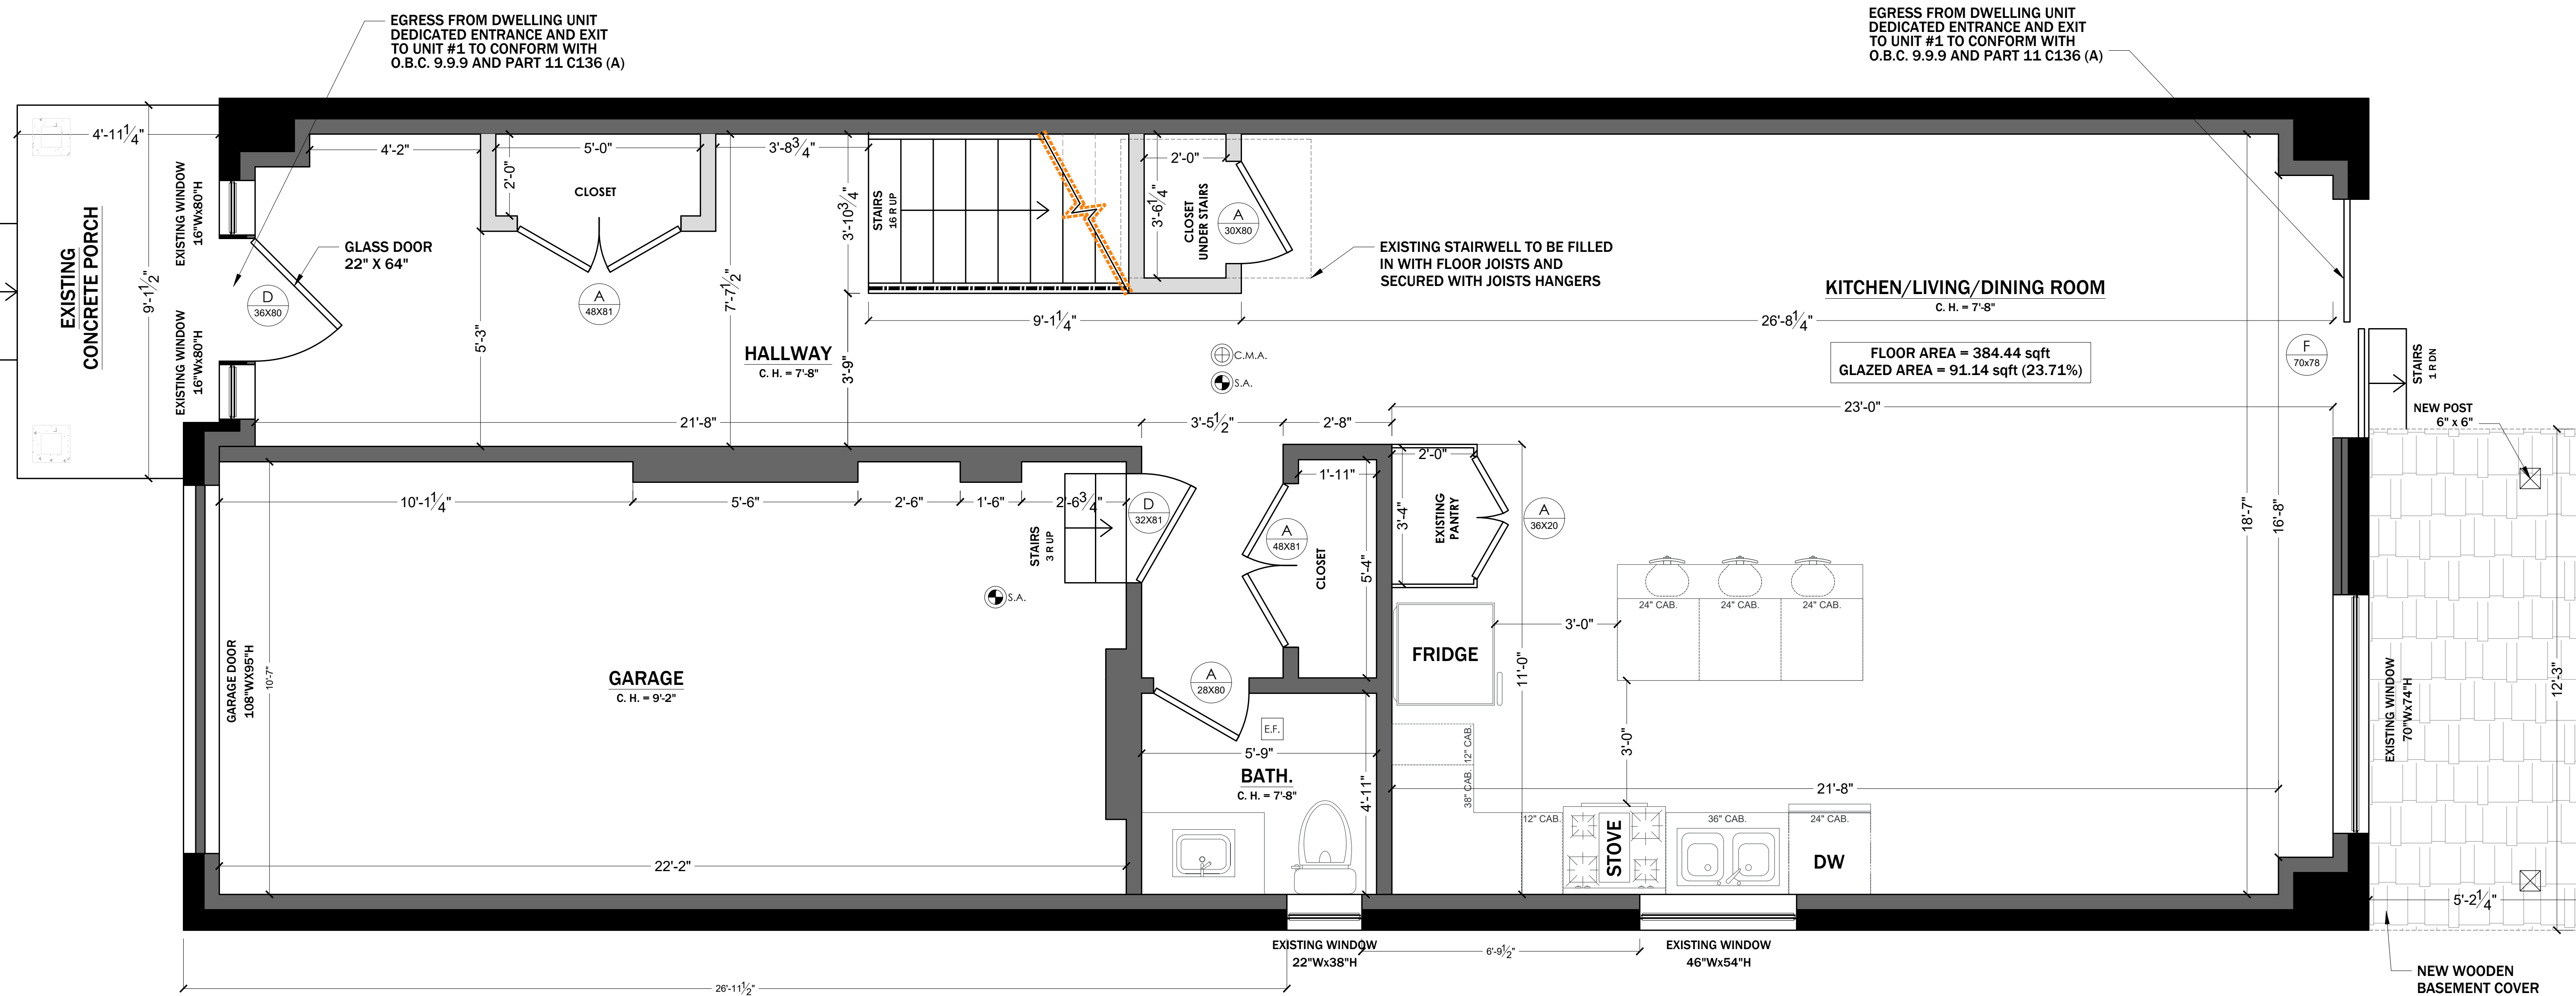 EGRESS FROM DWELLING UNIT
DEDICATED ENTRANCE AND EXIT
TO UNIT #1 TO CONFORM WITH
O.B.C. 9.9.9 AND PART 11 C136 (A)
EGRESS FROM DWELLING UNIT
DEDICATED ENTRANCE AND EXIT
TO UNIT #1 TO CONFORM WITH
O.B.C. 9.9.9 AND PART 11 C136 (A)
4'-11 1/4"
9'-1 1/2"
EXISTING
CONCRETE PORCH
EXISTING WINDOW
16"Wx80"H
EXISTING WINDOW
16"Wx80"H
GLASS DOOR
22" X 64"
D
36X80
4'-2"
5'-0"
2'-0"
CLOSET
A
48X81
5'-3"
3'-8 3/4"
7'-7 1/2"
3'-10 3/4"
3'-9"
HALLWAY
C. H. = 7'-8"
STAIRS
16 R UP
9'-1 1/4"
2'-0"
3'-6 1/4"
CLOSET
UNDER STAIRS
A
30X80
EXISTING STAIRWELL TO BE FILLED
IN WITH FLOOR JOISTS AND
SECURED WITH JOISTS HANGERS
26'-8 1/4"
KITCHEN/LIVING/DINING ROOM
C. H. = 7'-8"
FLOOR AREA = 384.44 sqft
GLAZED AREA = 91.14 sqft (23.71%)
C.M.A.
S.A.
F
70x78
STAIRS
1 R DN
NEW POST
6" x 6"
21'-8"
3'-5 1/2"
2'-8"
23'-0"
10'-1 1/4"
5'-6"
2'-6"
1'-6"
2'-6 3/4"
STAIRS
3 R UP
D
32X81
S.A.
A
48X81
1'-11"
CLOSET
5'-4"
2'-0"
3'-4"
EXISTING
PANTRY
A
36X20
11'-0"
18'-7"
16'-8"
24" CAB.
24" CAB.
24" CAB.
3'-0"
FRIDGE
3'-0"
GARAGE DOOR
108"WX95"H
10'-7"
GARAGE
C. H. = 9'-2"
22'-2"
A
28X80
E.F.
5'-9"
BATH.
C. H. = 7'-8"
4'-11"
12" CAB.
38" CAB.
12" CAB.
STOVE
36" CAB.
24" CAB.
DW
21'-8"
EXISTING WINDOW
70"Wx74"H
12'-3"
5'-2 1/4"
EXISTING WINDOW
22"Wx38"H
6'-9 1/2"
EXISTING WINDOW
46"Wx54"H
26'-11 1/2"
NEW WOODEN
BASEMENT COVER